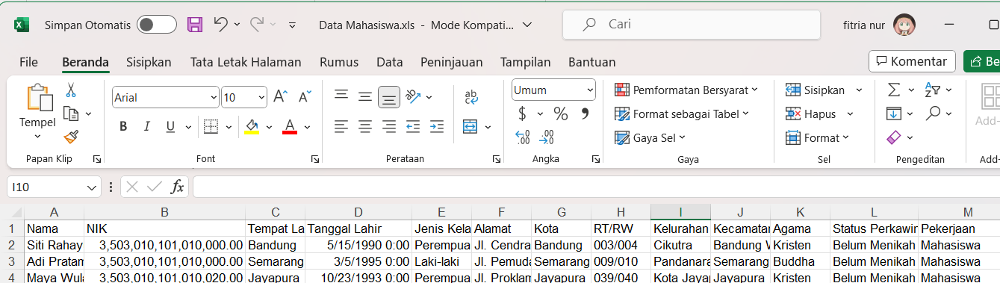 Simpan Otomatis Data Mahasiswa.xls - Mode Kompati... Cari fitria nur
File Beranda Sisipkan Tata Letak Halaman Rumus Data Peninjauan Tampilan Bantuan Komentar Be
Tempel Arial 10 Umum Pemformatan Bersyarat Sisipkan
B I U $ % Format sebagai Tabel Hapus Add-
Gaya Sel Format
Papan Klip Font Perataan Angka Gaya Sel Pengeditan Add-
I10 fx
A B C D E F G H I J K L M
1 Nama NIK Tempat La Tanggal Lahir Jenis Kela Alamat Kota RT/RW Kelurahan Kecamatan Agama Status Perkawin Pekerjaan
2 Siti Rahay 3,503,010,101,010,000.00 Bandung 5/15/1990 0:00 Perempua Jl. Cendra Bandung 003/004 Cikutra Bandung W Kristen Belum Menikah Mahasiswa
3 Adi Pratam 3,503,010,101,010,000.00 Semarang 3/5/1995 0:00 Laki-laki Jl. Pemuda Semarang 009/010 Pandanara Semarang Buddha Belum Menikah Mahasiswa
4 Maya Wula 3,503,010,101,010,020.00 Jayapura 10/23/1993 0:00 Perempua Jl. Proklam Jayapura 039/040 Kota Jayap Jayapura Kristen Belum Menikah Mahasiswa